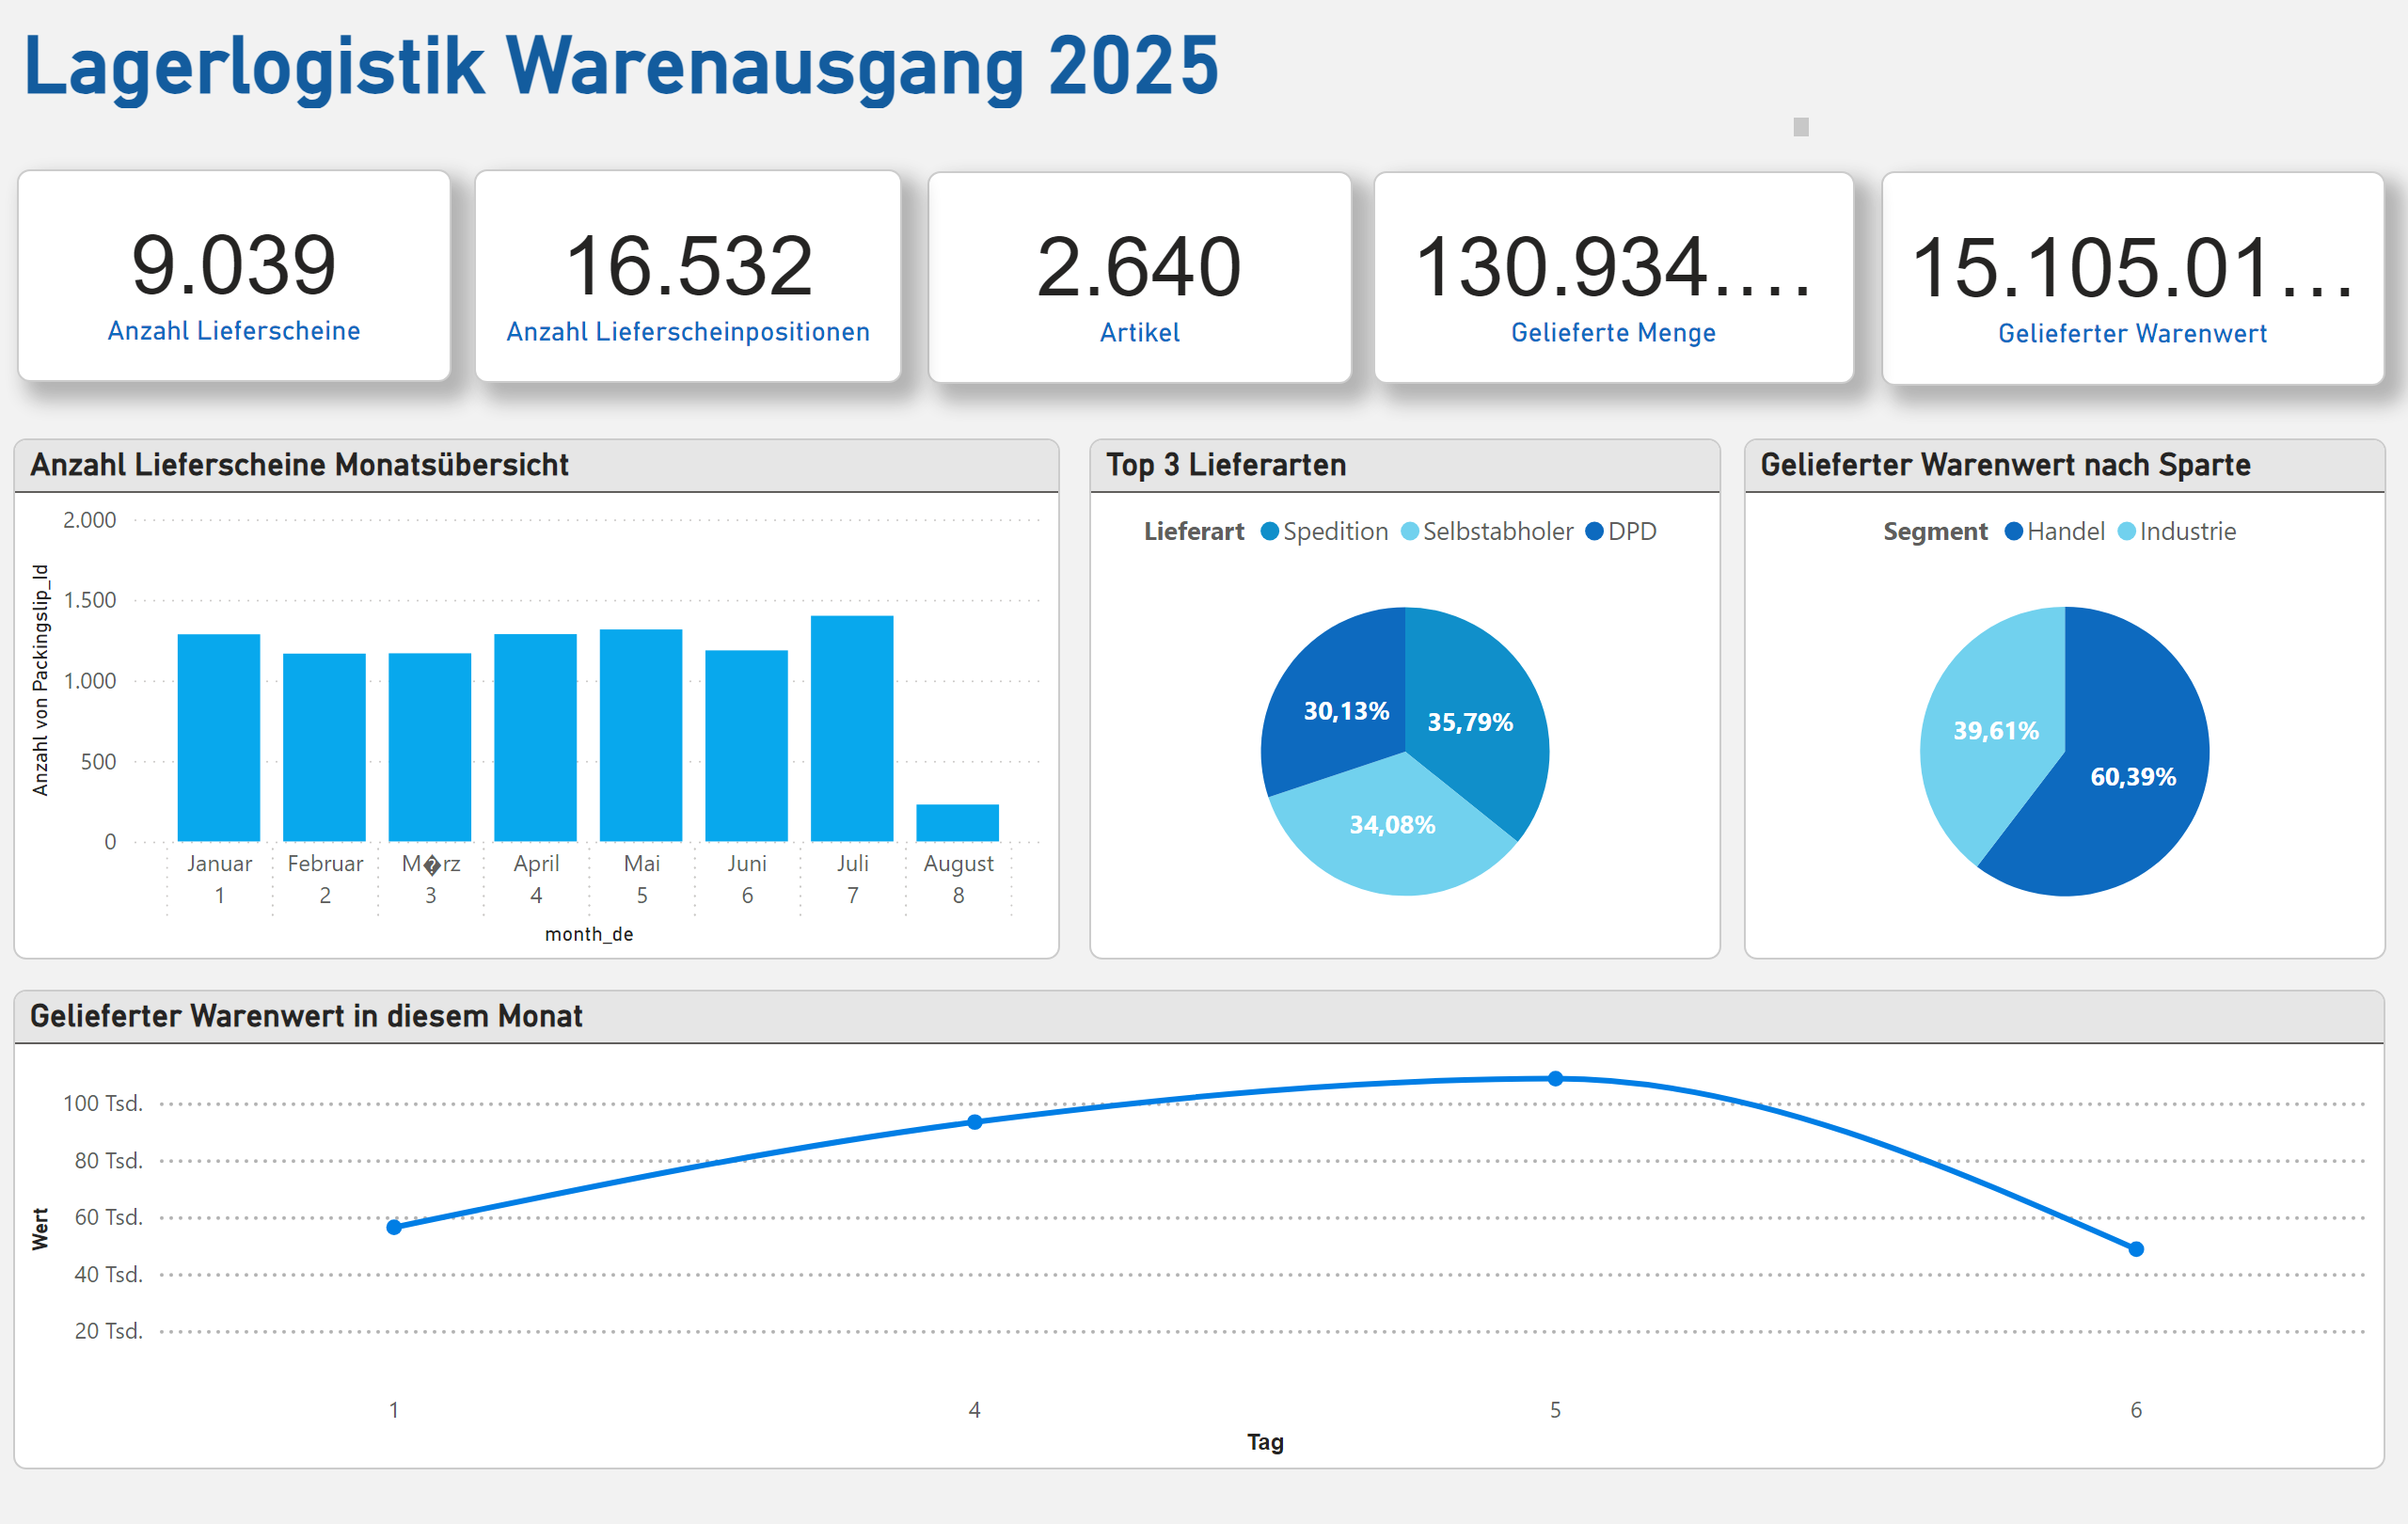 Lagerlogistik Warenausgang 2025
9.039
Anzahl Lieferscheine
16.532
Anzahl Lieferscheinpositionen
2.640
Artikel
130.934....
Gelieferte Menge
15.105.01...
Gelieferter Warenwert
Anzahl Lieferscheine Monatsübersicht
Anzahl von Packingslip_Id
2.000
1.500
1.000
500
0
Januar Februar M�rz April Mai Juni Juli August
1 2 3 4 5 6 7 8
month_de
Top 3 Lieferarten
Lieferart Spedition Selbstabholer DPD
30,13%
35,79%
34,08%
Gelieferter Warenwert nach Sparte
Segment Handel Industrie
39,61%
60,39%
Gelieferter Warenwert in diesem Monat
Wert
100 Tsd.
80 Tsd.
60 Tsd.
40 Tsd.
20 Tsd.
1 4 5 6
Tag